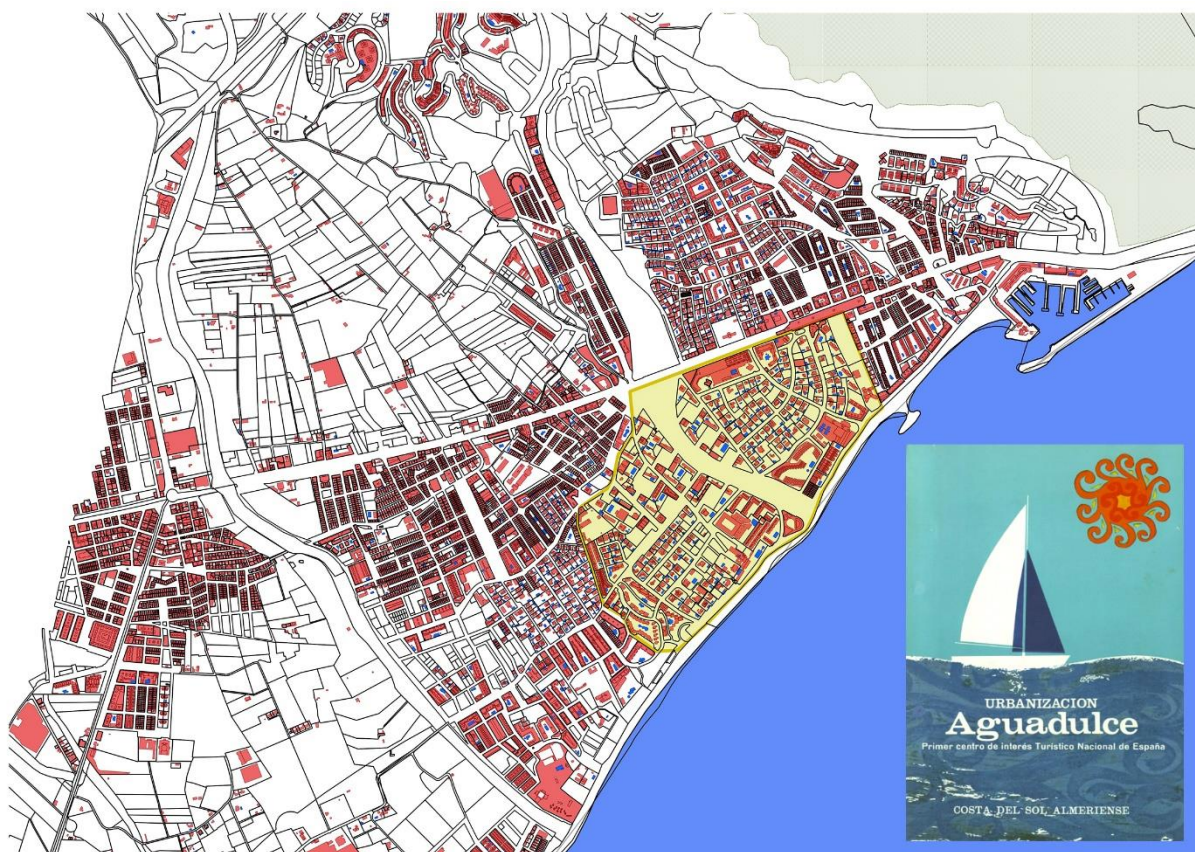 URBANIZACION
Aguadulce
Primer centro de interés Turístico Nacional de España
COSTA DEL SOL ALMERIENSE